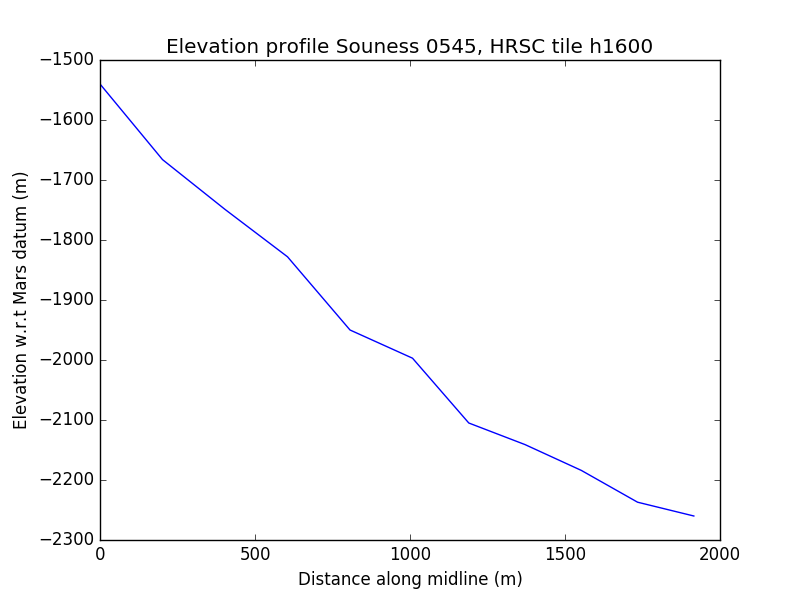 Elevation profile Souness 0545, HRSC tile h1600
−1500
−1600
−1700
−1800
−1900
−2000
−2100
−2200
−2300
Elevation w.r.t Mars datum (m)
0 500 1000 1500 2000
Distance along midline (m)